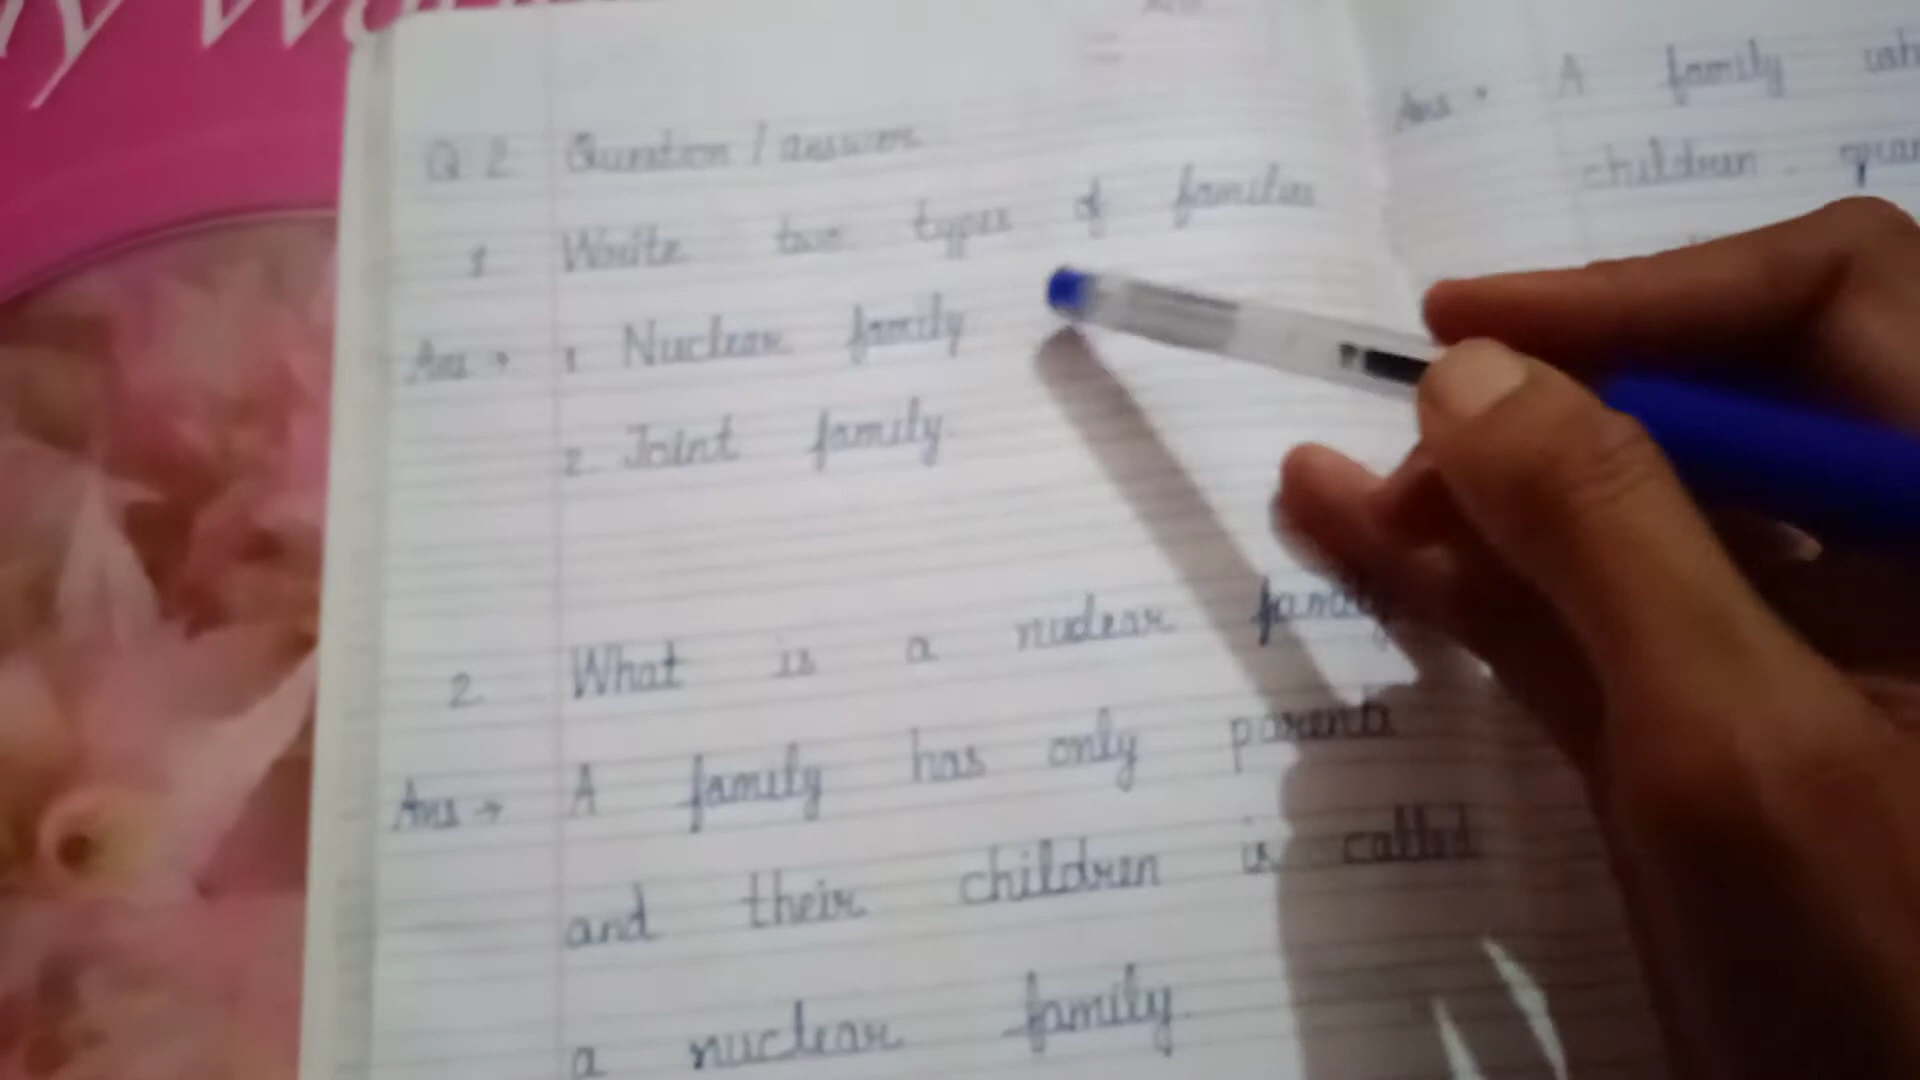 Q 2 Question / answer
1 Write two types of families
Ans → 1 Nuclear family
2 Joint family.
2 What is a nuclear family
Ans → A family has only parents
and their children is called
a nuclear family.
Ans → A family
children